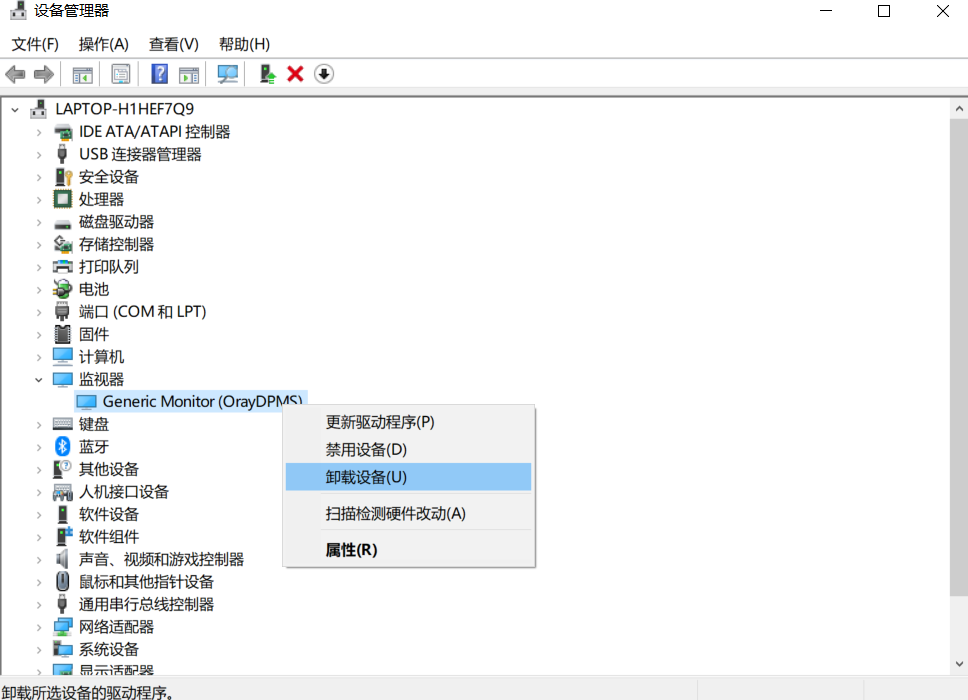 设备管理器
文件(F) 操作(A) 查看(V) 帮助(H)
LAPTOP-H1HEF7Q9
IDE ATA/ATAPI 控制器
USB 连接器管理器
安全设备
处理器
磁盘驱动器
存储控制器
打印队列
电池
端口 (COM 和 LPT)
固件
计算机
监视器
Generic Monitor (OrayDPMS)
更新驱动程序(P)
禁用设备(D)
卸载设备(U)
扫描检测硬件改动(A)
属性(R)
键盘
蓝牙
其他设备
人机接口设备
软件设备
软件组件
声音、视频和游戏控制器
鼠标和其他指针设备
通用串行总线控制器
网络适配器
系统设备
显示适配器
卸载所选设备的驱动程序。